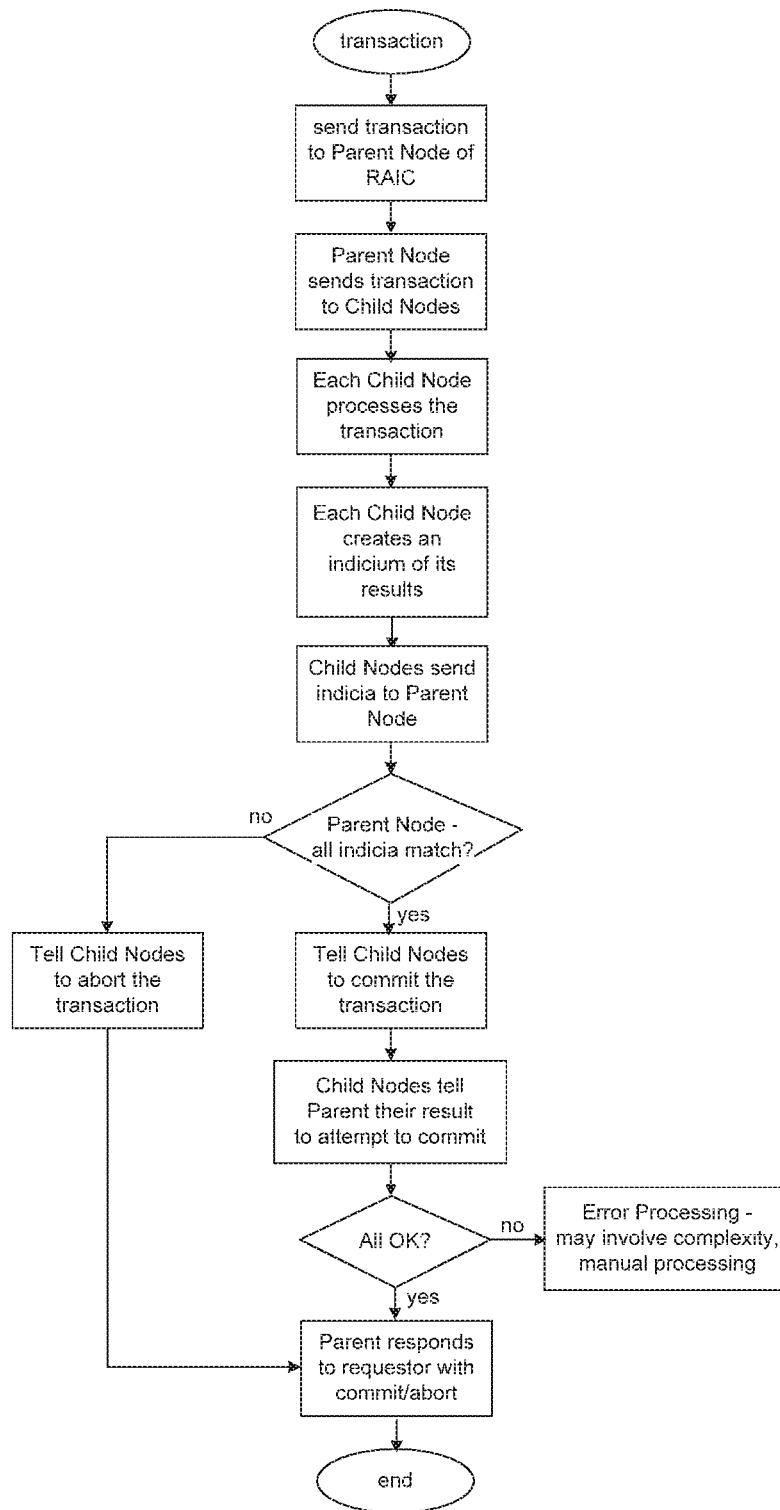 transaction
send transaction
to Parent Node of
RAIC
Parent Node
sends transaction
to Child Nodes
Each Child Node
processes the
transaction
Each Child Node
creates an
indicium of its
results
Child Nodes send
indicia to Parent
Node
no
Parent Node -
all indicia match?
yes
Tell Child Nodes
to abort the
transaction
Tell Child Nodes
to commit the
transaction
Child Nodes tell
Parent their result
to attempt to commit
All OK?
no
Error Processing -
may involve complexity,
manual processing
yes
Parent responds
to requestor with
commit/abort
end